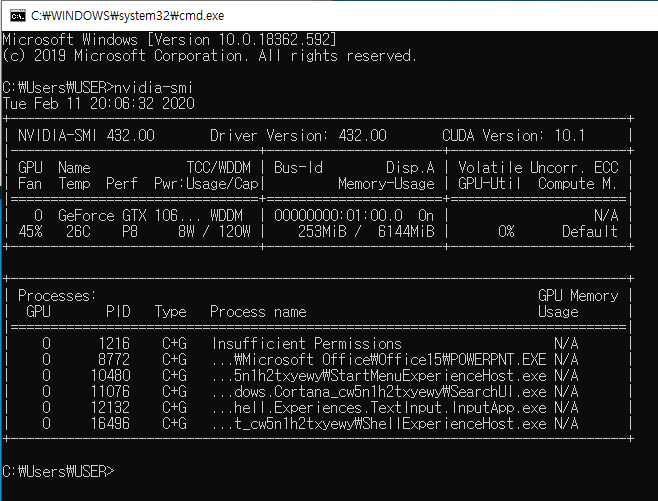 C:₩WINDOWS₩system32₩cmd.exe
Microsoft Windows [Version 10.0.18362.592]
(c) 2019 Microsoft Corporation. All rights reserved.
C:₩Users₩USER>nvidia-smi
Tue Feb 11 20:06:32 2020
+-----------------------------------------------------------------------------+
| NVIDIA-SMI 432.00       Driver Version: 432.00       CUDA Version: 10.1     |
|-------------------------------+----------------------+----------------------+
| GPU  Name            TCC/WDDM | Bus-Id        Disp.A | Volatile Uncorr. ECC |
| Fan  Temp  Perf  Pwr:Usage/Cap|         Memory-Usage | GPU-Util  Compute M. |
|===============================+======================+======================|
|   0  GeForce GTX 106... WDDM  | 00000000:01:00.0  On |                  N/A |
| 45%   26C    P8     8W / 120W |    253MiB /  6144MiB |      0%      Default |
+-------------------------------+----------------------+----------------------+
+-----------------------------------------------------------------------------+
| Processes:                                                       GPU Memory |
|  GPU       PID   Type   Process name                             Usage      |
|=============================================================================|
|    0      1216    C+G   Insufficient Permissions                   N/A      |
|    0      8772    C+G   ...₩Microsoft Office₩Office15₩POWERPNT.EXE N/A      |
|    0     10480    C+G   ...5n1h2txyewy₩StartMenuExperienceHost.exe N/A      |
|    0     11076    C+G   ...dows.Cortana_cw5n1h2txyewy₩SearchUI.exe N/A      |
|    0     12132    C+G   ...hell.Experiences.TextInput.InputApp.exe N/A      |
|    0     16496    C+G   ...t_cw5n1h2txyewy₩ShellExperienceHost.exe N/A      |
+-----------------------------------------------------------------------------+
C:₩Users₩USER>